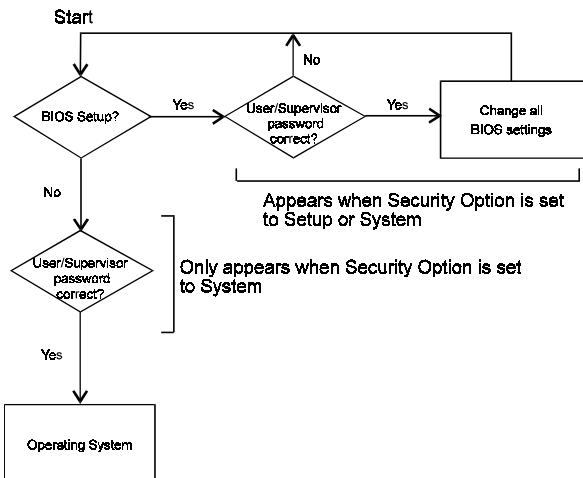 Start
No
BIOS Setup?
Yes
User/Supervisor
password
correct?
Yes
Change all
BIOS settings
No
Appears when Security Option is set
to Setup or System
User/Supervisor
password
correct?
Only appears when Security Option is set
to System
Yes
Operating System